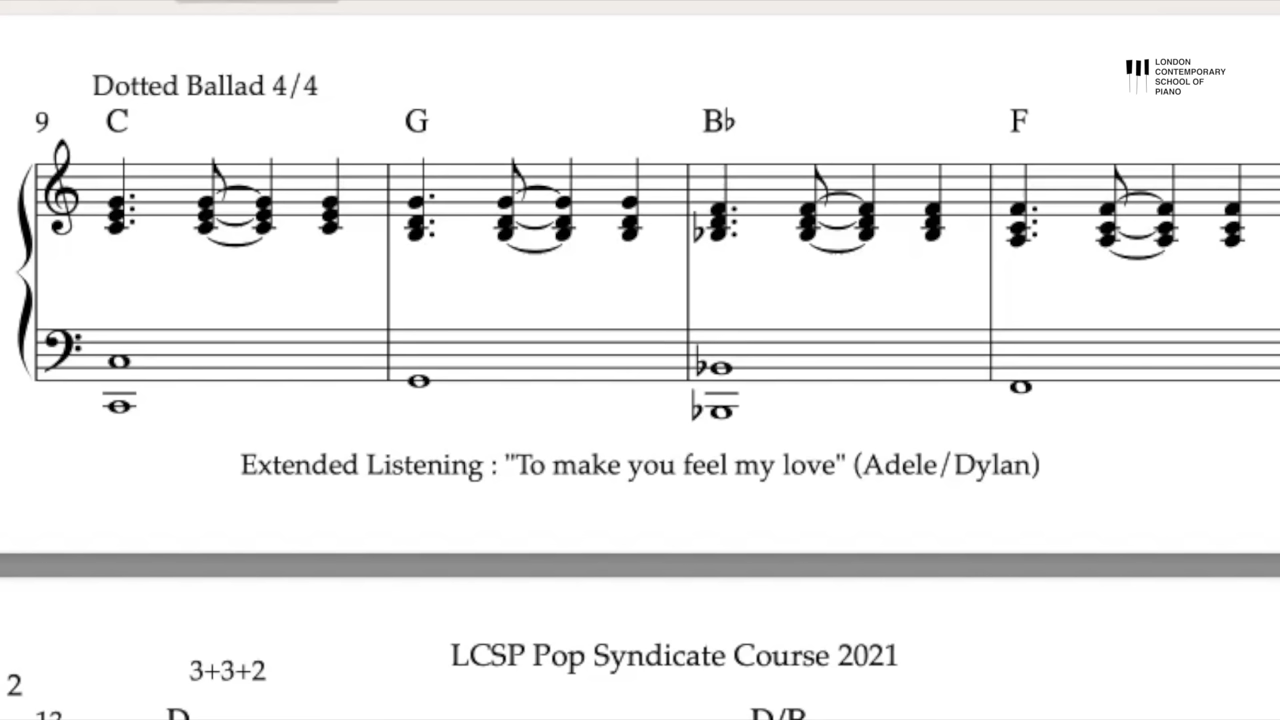 LONDON
CONTEMPORARY
SCHOOL OF
PIANO
Dotted Ballad 4/4
9 C G B♭ F
Extended Listening : "To make you feel my love" (Adele/Dylan)
LCSP Pop Syndicate Course 2021
3+3+2
2
D